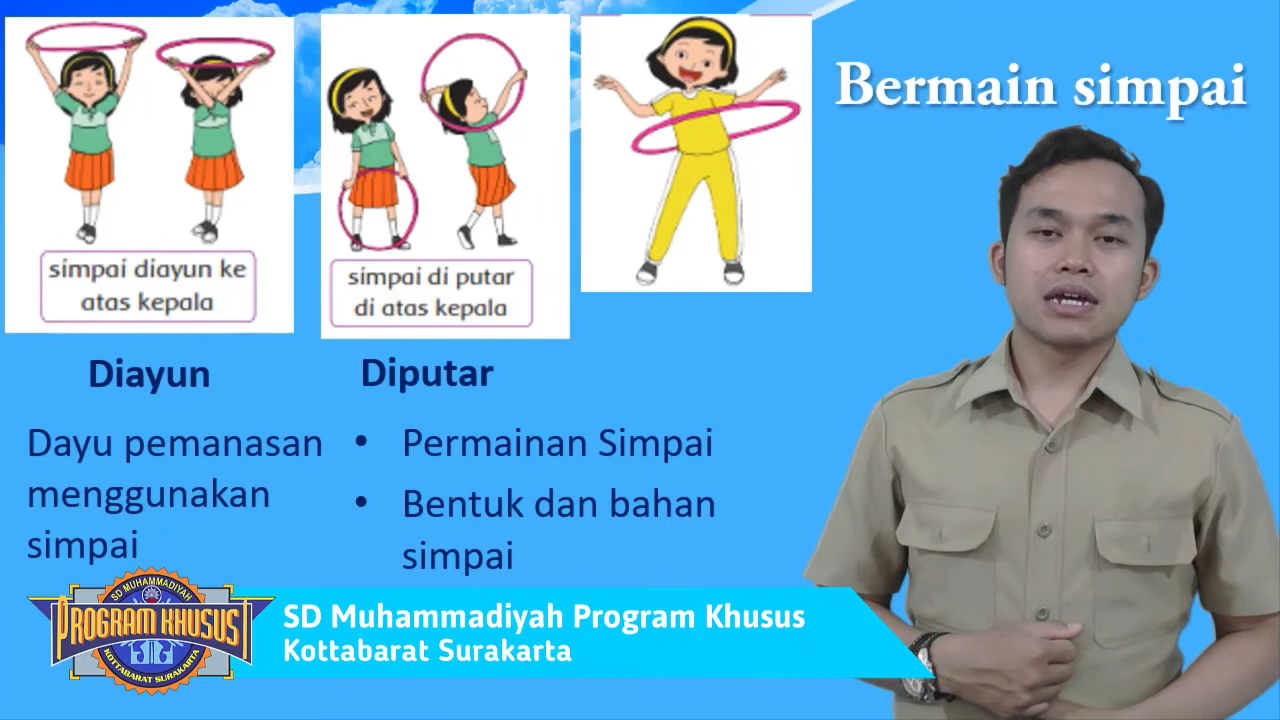 Bermain simpai
simpai diayun ke
atas kepala
simpai di putar
di atas kepala
Diayun
Diputar
Dayu pemanasan
menggunakan
simpai
• Permainan Simpai
• Bentuk dan bahan
simpai
SD MUHAMMADIYAH
PROGRAM KHUSUS
KOTTABARAT SURAKARTA
SD Muhammadiyah Program Khusus
Kottabarat Surakarta